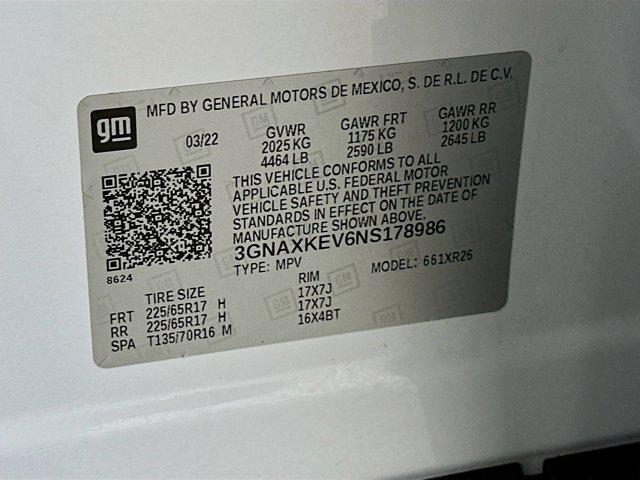 gm
MFD BY GENERAL MOTORS DE MEXICO, S. DE R.L. DE C.V.
03/22 GVWR GAWR FRT GAWR RR
2025 KG 1175 KG 1200 KG
4464 LB 2590 LB 2645 LB
THIS VEHICLE CONFORMS TO ALL
APPLICABLE U.S. FEDERAL MOTOR
VEHICLE SAFETY AND THEFT PREVENTION
STANDARDS IN EFFECT ON THE DATE OF
MANUFACTURE SHOWN ABOVE.
3GNAXKEV6NS178986
8624 TYPE: MPV MODEL: 661XR26
TIRE SIZE RIM
FRT 225/65R17 H 17X7J
RR 225/65R17 H 17X7J
SPA T135/70R16 M 16X4BT